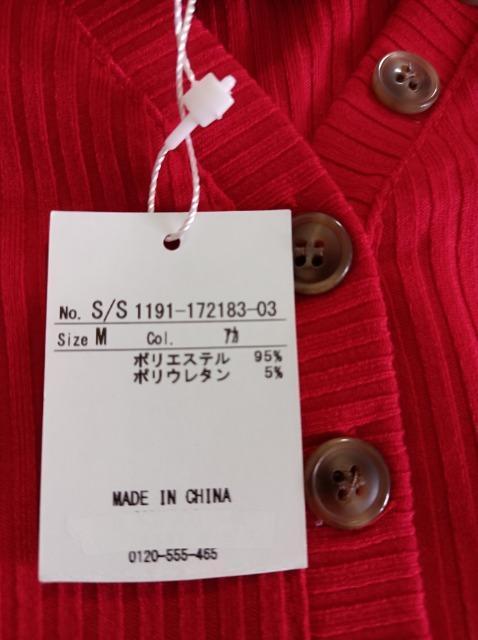 No. S/S 1191-172183-03
Size M Col. ｱｶ
ポリエステル 95%
ポリウレタン 5%
MADE IN CHINA
0120-555-465